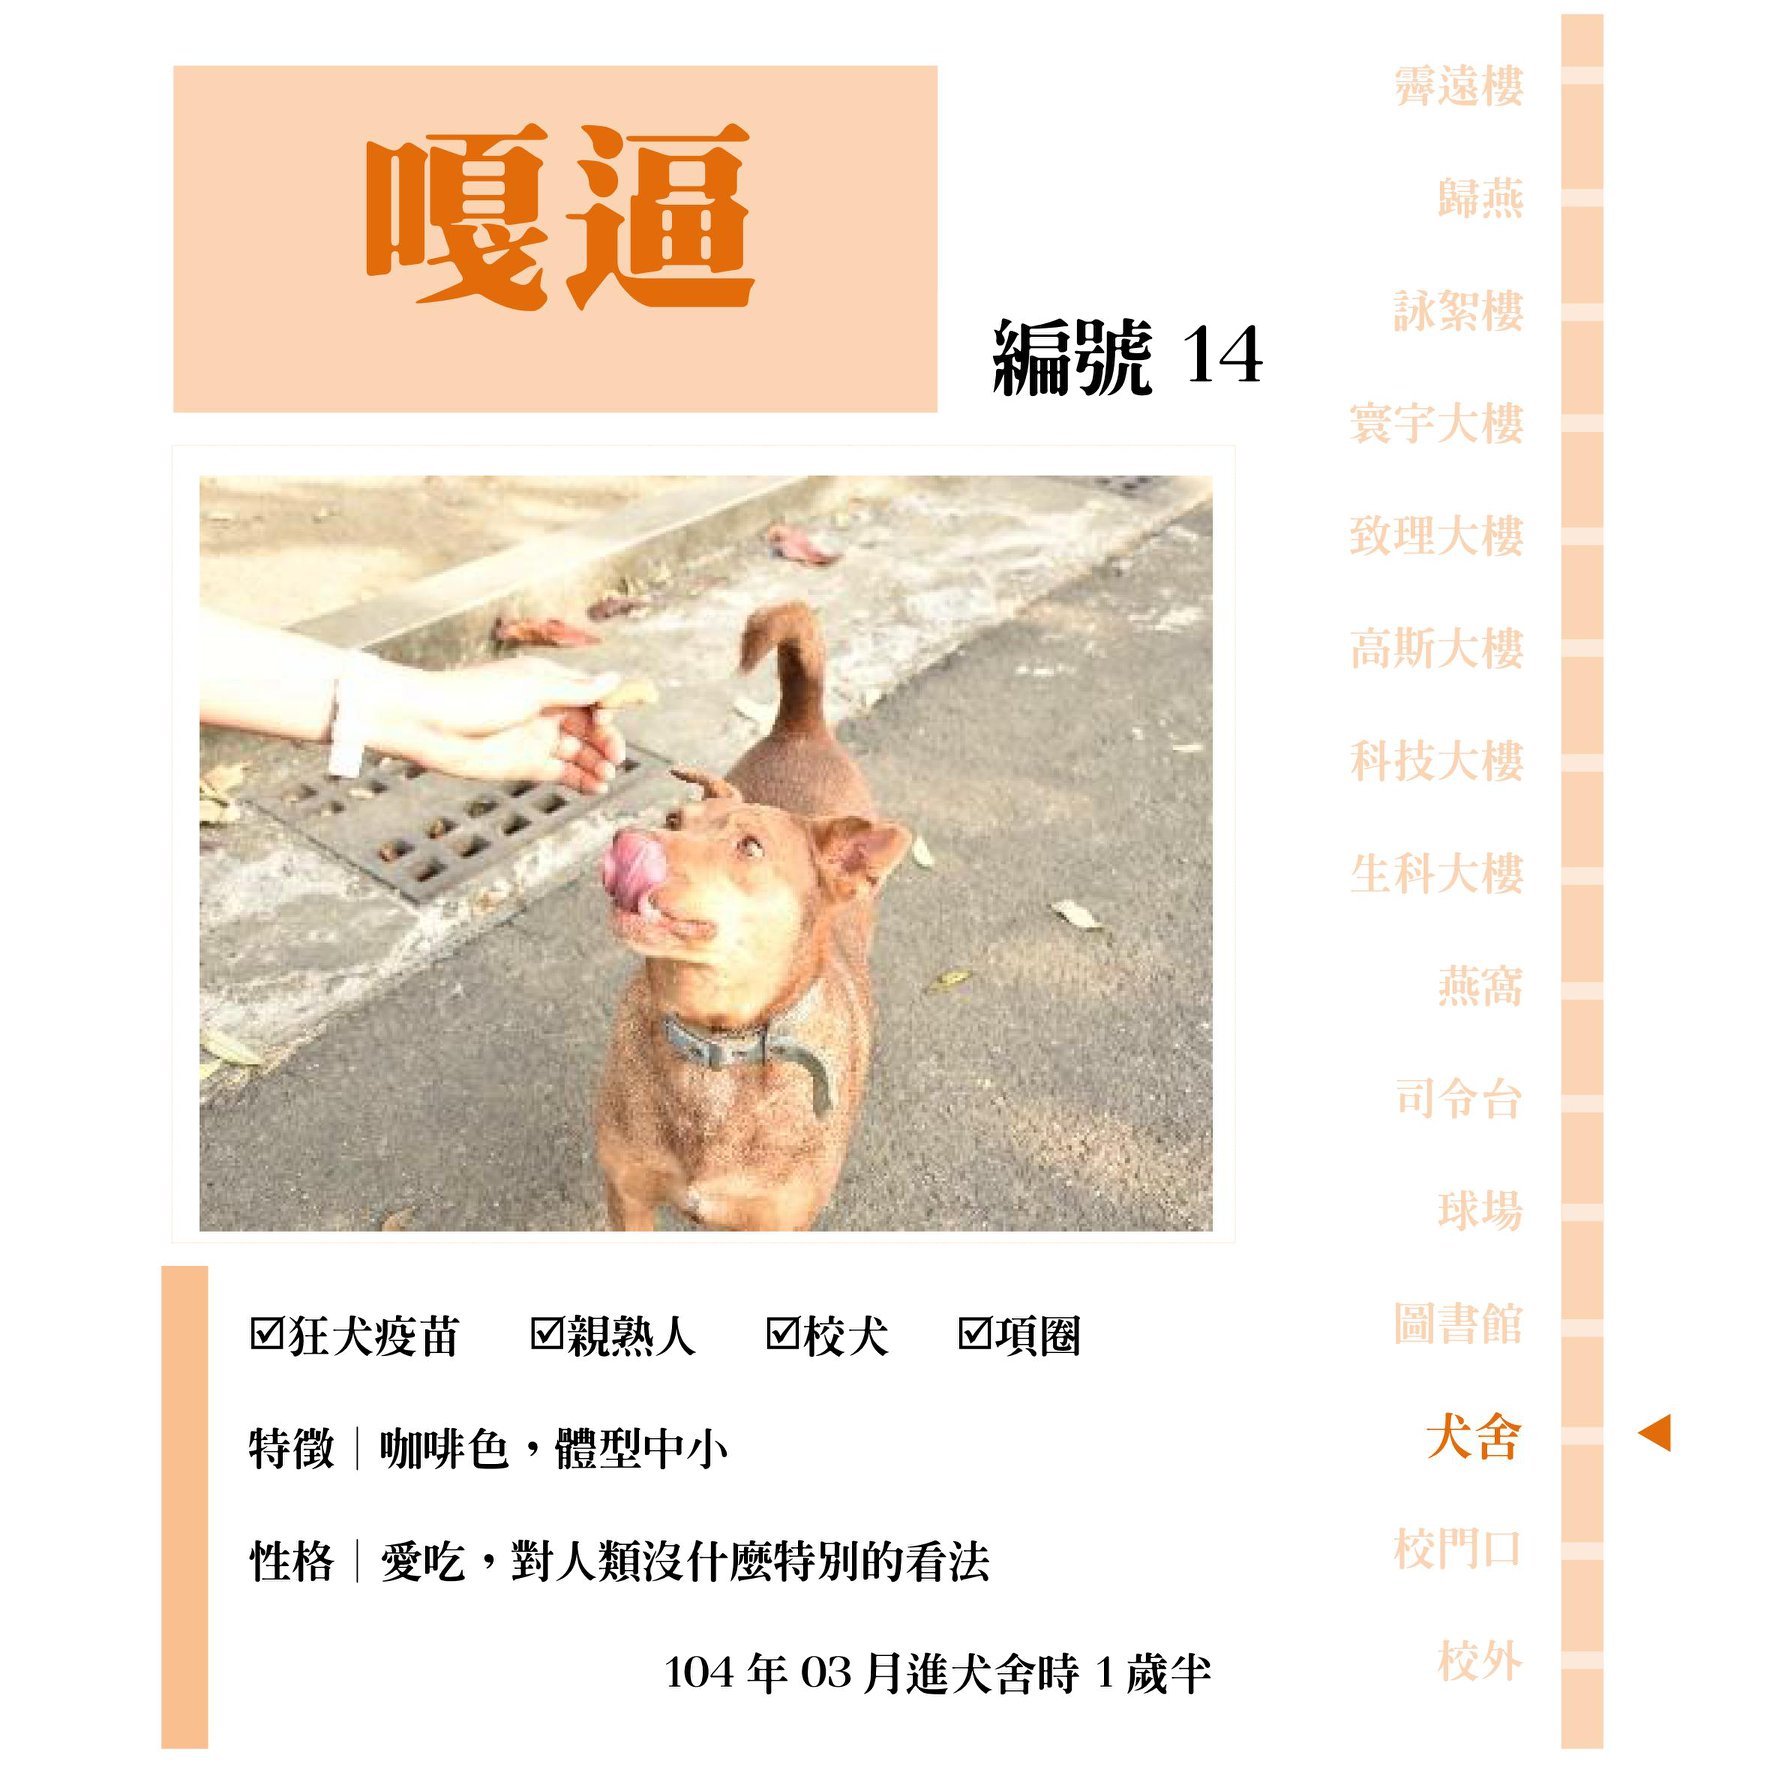 嘎逼
編號 14
霽遠樓
歸燕
詠絮樓
寰宇大樓
致理大樓
高斯大樓
科技大樓
生科大樓
燕窩
司令台
球場
圖書館
犬舍
校門口
校外
☑狂犬疫苗 ☑親熟人 ☑校犬 ☑項圈
特徵｜咖啡色，體型中小
性格｜愛吃，對人類沒什麼特別的看法
104 年 03 月進犬舍時 1 歲半